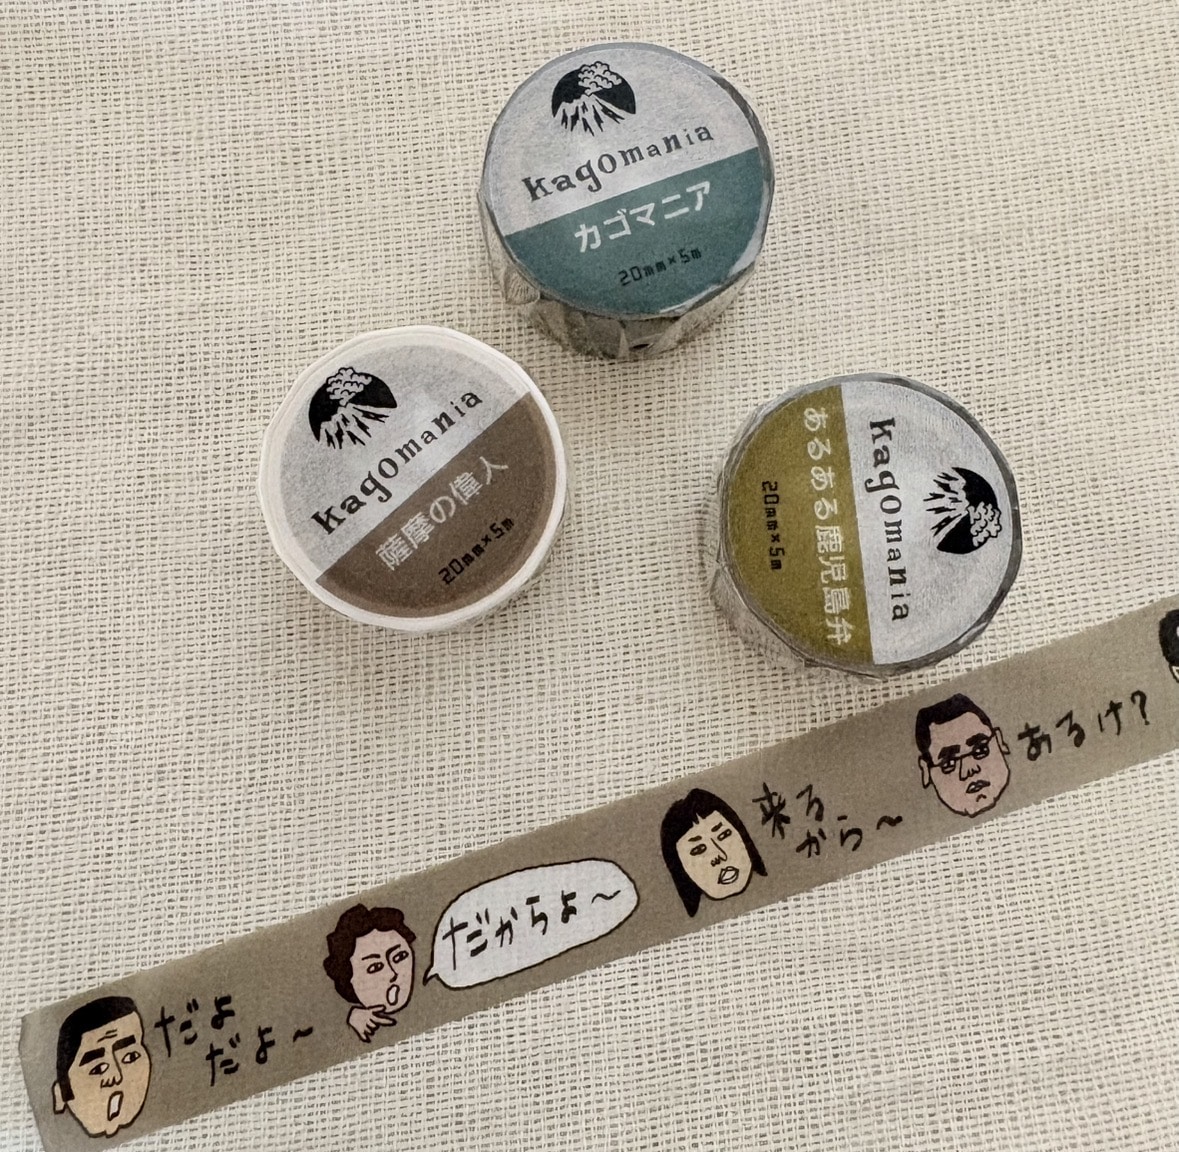 kagomania
カゴマニア
20mm×5m
kagomania
薩摩の偉人
20mm×5m
kagomania
あるある鹿児島弁
20mm×5m
だよ
だよ~
だからよ~
来る
から~
あるけ?